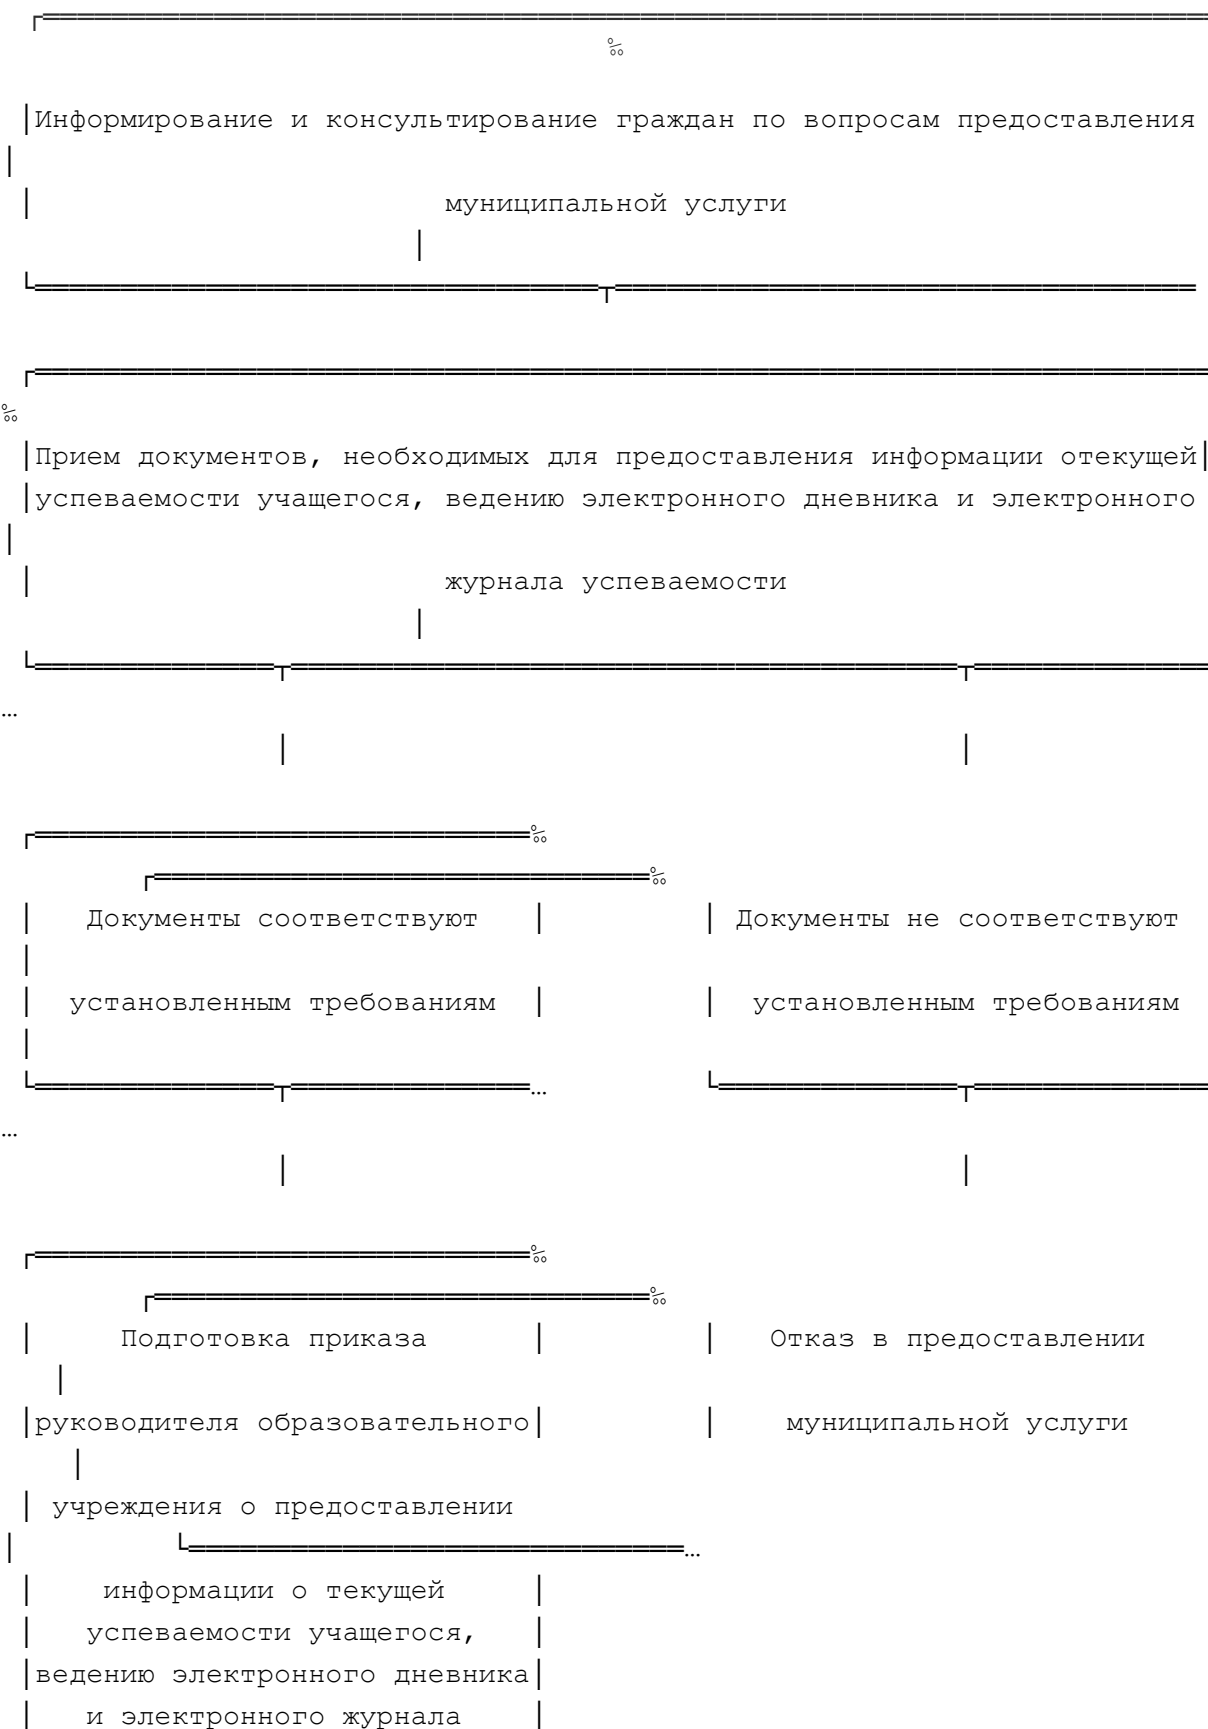 ┌═════════════════════════════════════════════════════════════════════
‰
│Информирование и консультирование граждан по вопросам предоставления
│
│ муниципальной услуги
│
└═════════════════════════════════┬══════════════════════════════════
┌═════════════════════════════════════════════════════════════════════
‰
│Прием документов, необходимых для предоставления информации отекущей│
│успеваемости учащегося, ведению электронного дневника и электронного
│
│ журнала успеваемости
│
└══════════════┬═══════════════════════════════════════┬══════════════
…
│ │
┌═════════════════════════════‰
┌═════════════════════════════‰
│ Документы соответствуют │ │ Документы не соответствуют
│
│ установленным требованиям │ │ установленным требованиям
│
└══════════════┬══════════════… └══════════════┬══════════════
…
│ │
┌═════════════════════════════‰
┌═════════════════════════════‰
│ Подготовка приказа │ │ Отказ в предоставлении
│
│руководителя образовательного│ │ муниципальной услуги
│
│ учреждения о предоставлении
│ └═════════════════════════════…
│ информации о текущей │
│ успеваемости учащегося, │
│ведению электронного дневника│
│ и электронного журнала │